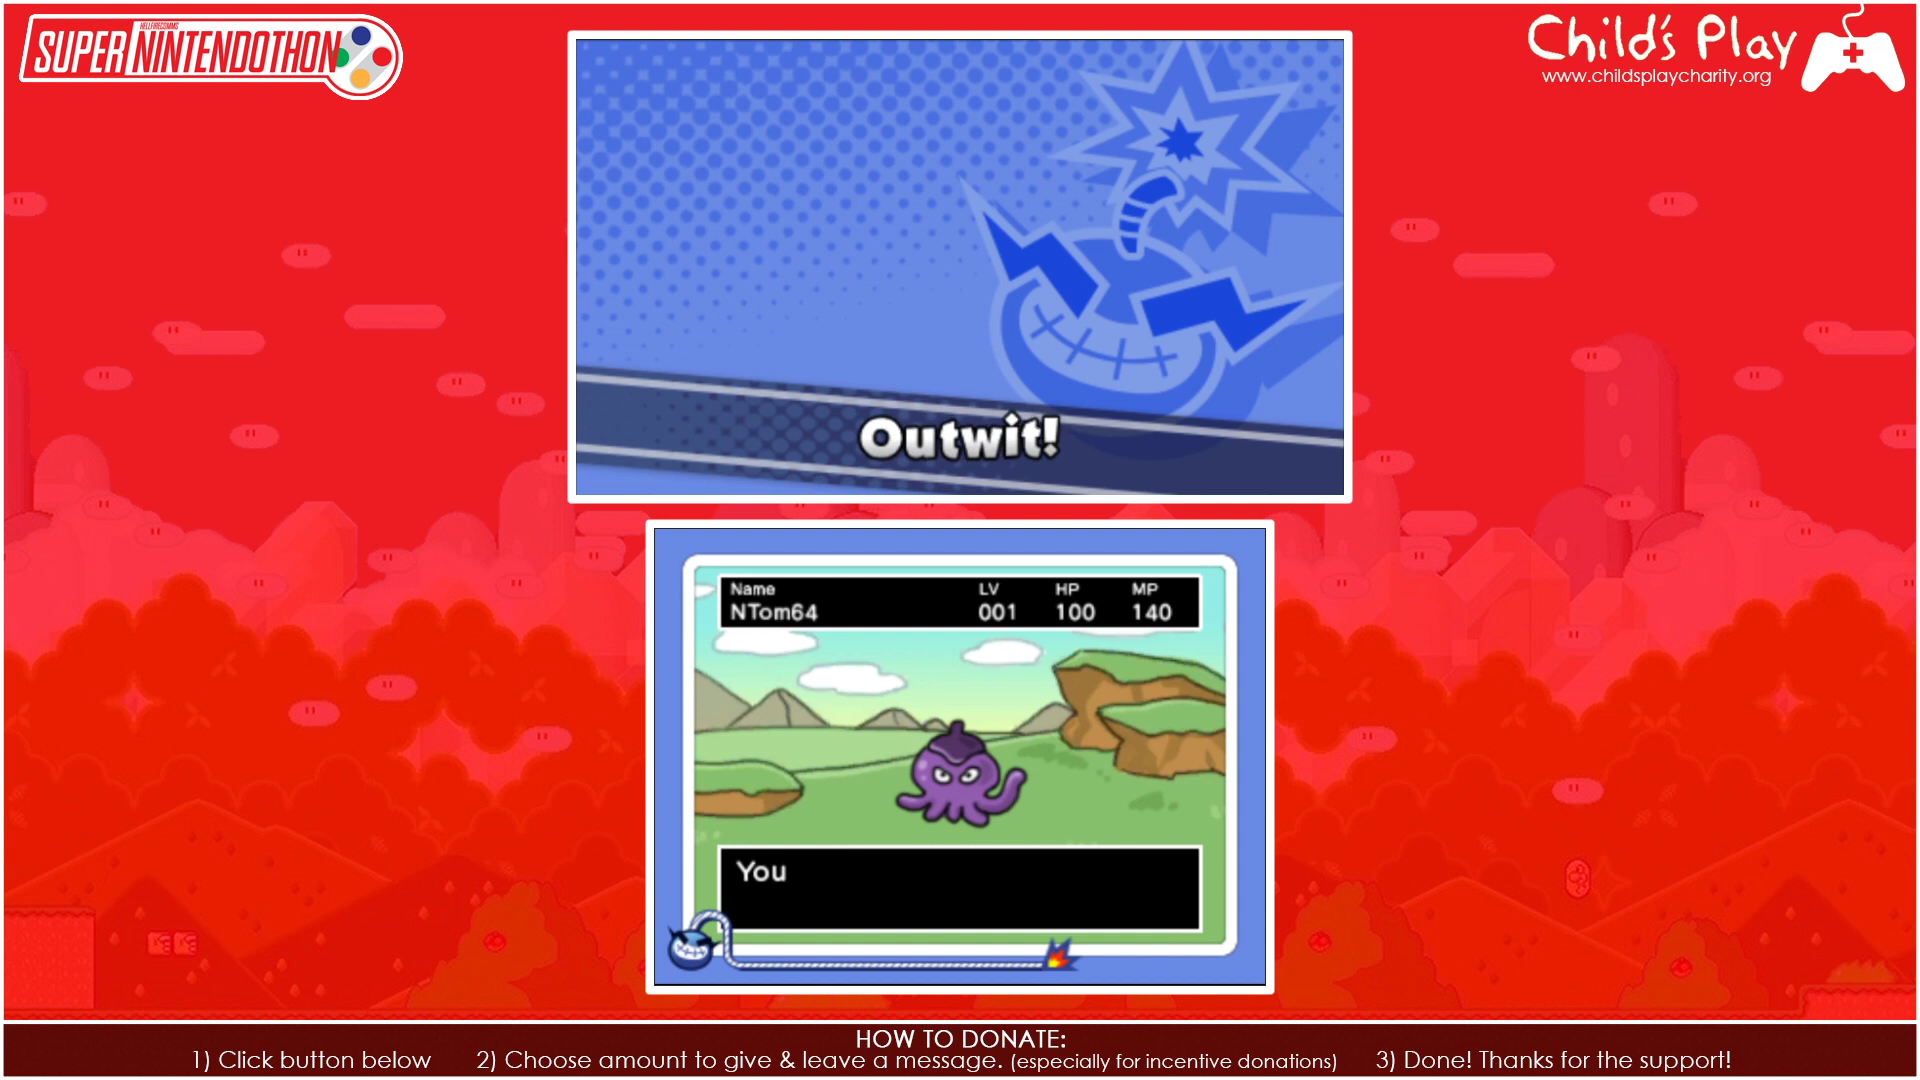 HELLFIRECOMMS
SUPER NINTENDOTHON
Child's Play
www.childsplaycharity.org
Outwit!
Name LV HP MP
NTom64 001 100 140
You
HOW TO DONATE:
1) Click button below 2) Choose amount to give & leave a message. (especially for incentive donations) 3) Done! Thanks for the support!